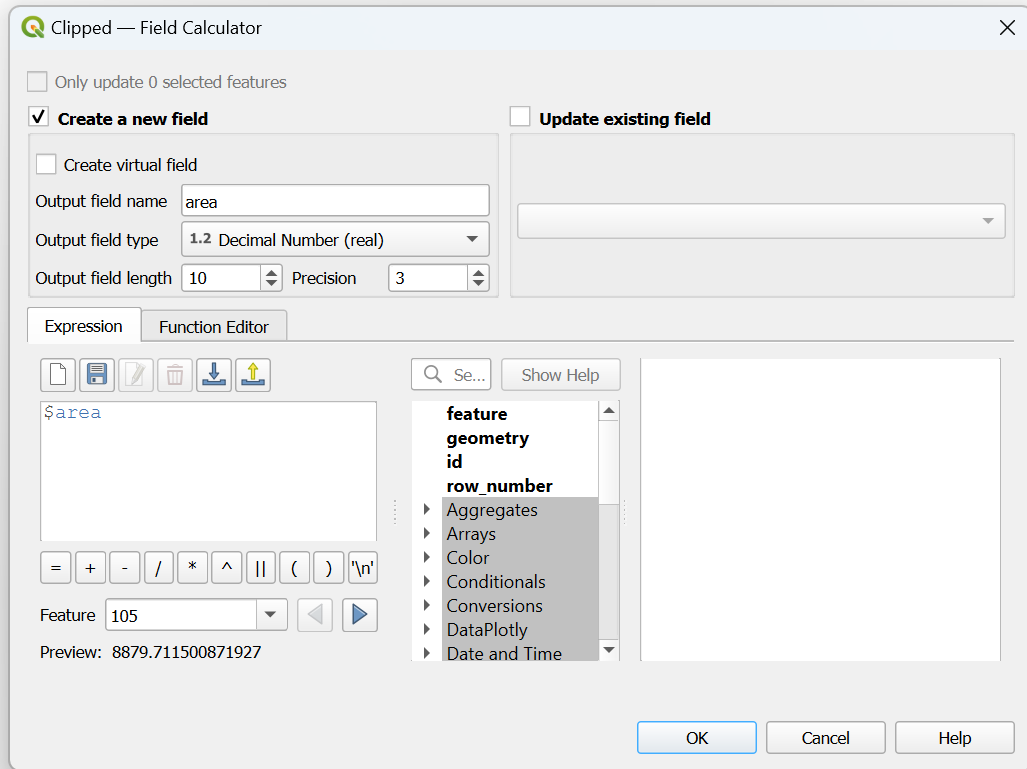 Clipped — Field Calculator
Only update 0 selected features
Create a new field
Update existing field
Create virtual field
Output field name area
Output field type 1.2 Decimal Number (real)
Output field length 10 Precision 3
Expression Function Editor
Se... Show Help
$area
feature
geometry
id
row_number
Aggregates
Arrays
Color
Conditionals
Conversions
DataPlotly
Date and Time
= + - / * ^ || ( ) '\n'
Feature 105
Preview: 8879.711500871927
OK Cancel Help